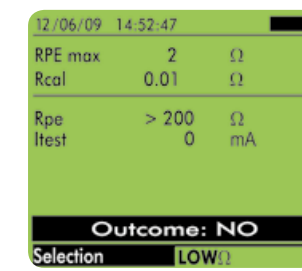 12/06/09 14:52:47
RPE max 2 Ω
Rcal 0.01 Ω
Rpe > 200 Ω
Itest 0 mA
Outcome: NO
Selection LOWΩ